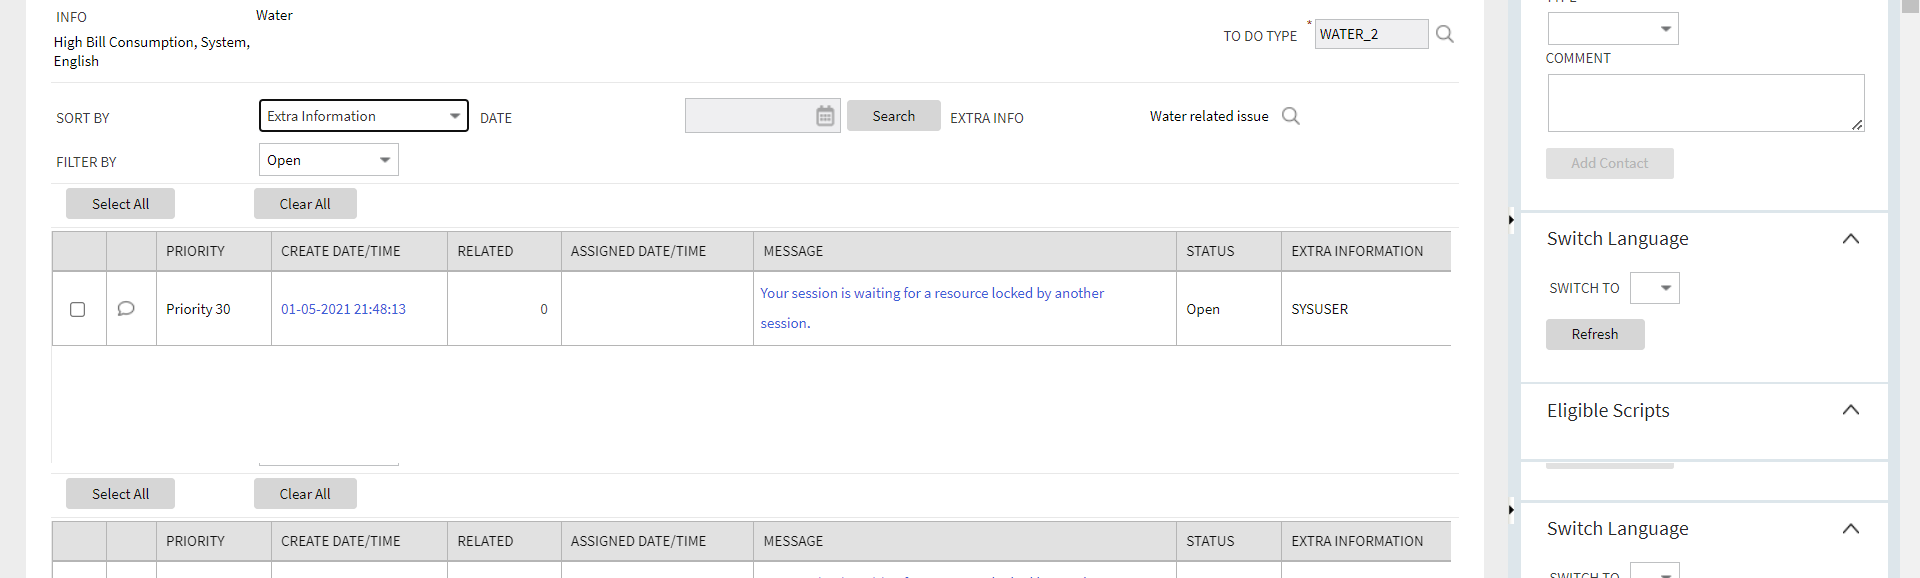 INFO
Water
High Bill Consumption, System,
English
TO DO TYPE * WATER_2
SORT BY Extra Information DATE Search EXTRA INFO Water related issue
FILTER BY Open
Select All Clear All
PRIORITY CREATE DATE/TIME RELATED ASSIGNED DATE/TIME MESSAGE STATUS EXTRA INFORMATION
Priority 30 01-05-2021 21:48:13 0 Your session is waiting for a resource locked by another
session. Open SYSUSER
Select All Clear All
PRIORITY CREATE DATE/TIME RELATED ASSIGNED DATE/TIME MESSAGE STATUS EXTRA INFORMATION
COMMENT
Add Contact
Switch Language
SWITCH TO
Refresh
Eligible Scripts
Switch Language
SWITCH TO